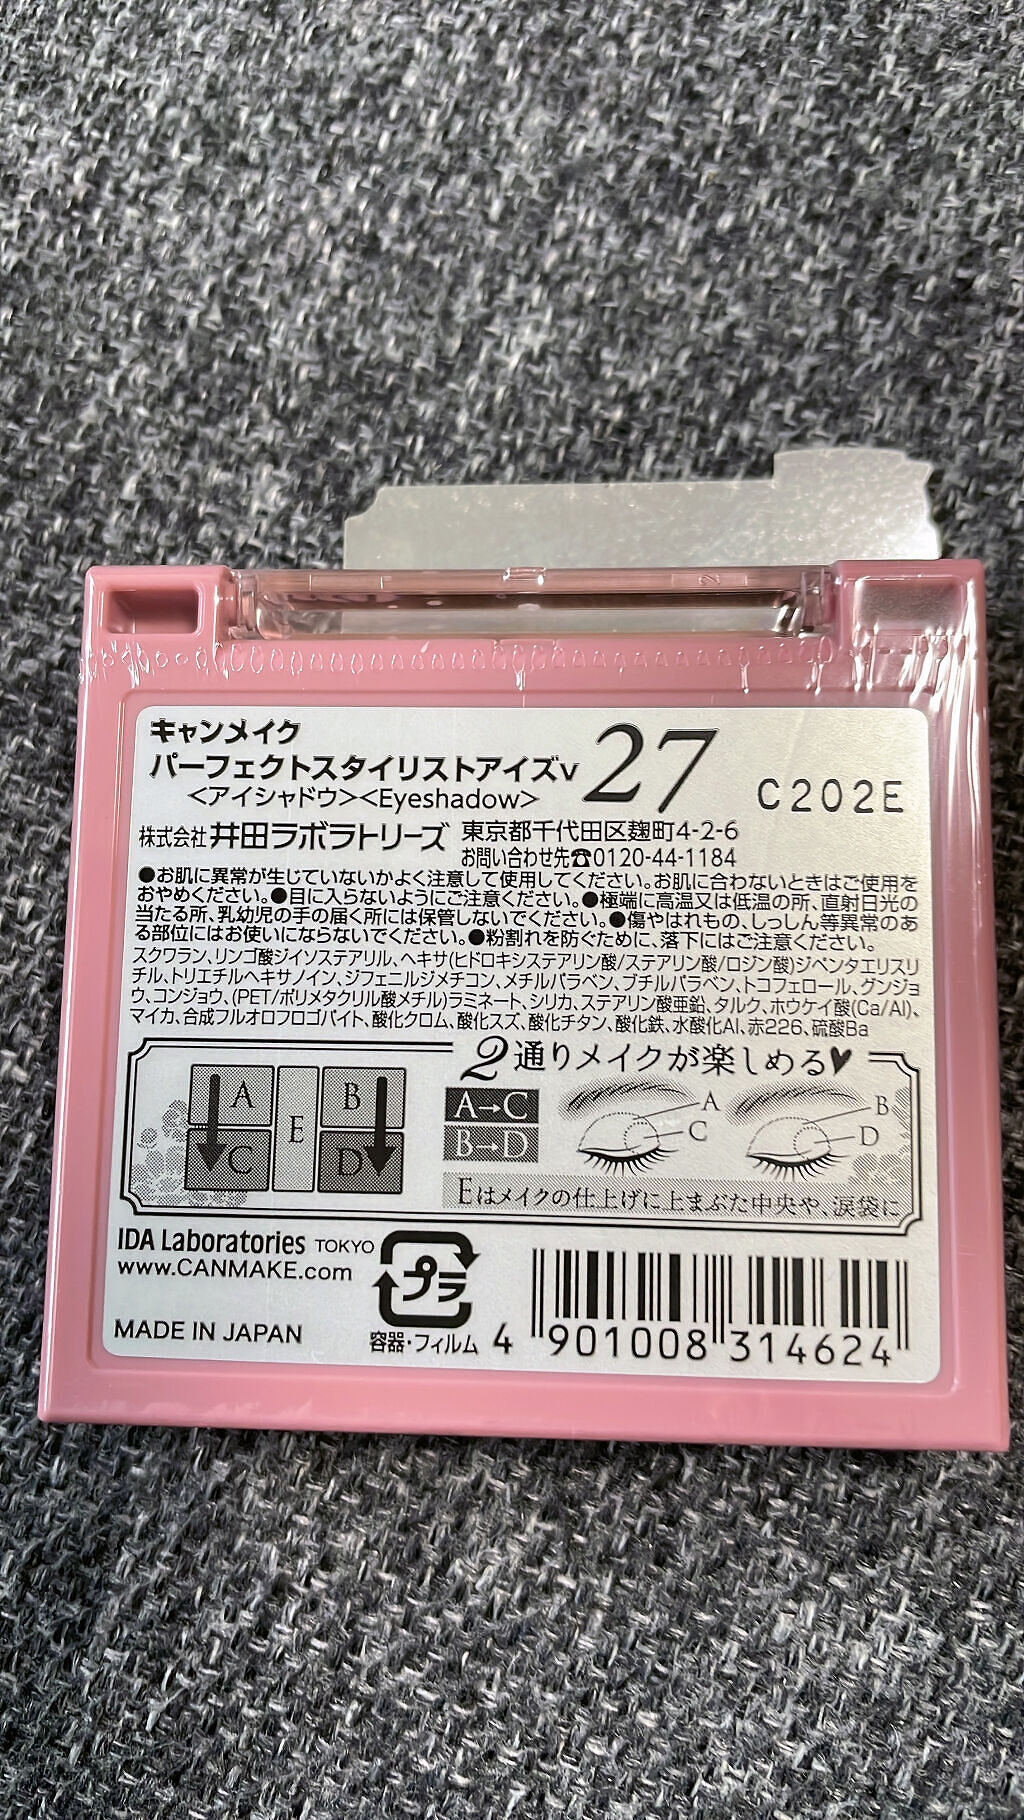 キャンメイク
パーフェクトスタイリストアイズv
<アイシャドウ><Eyeshadow>
27
C202E
株式会社 井田ラボラトリーズ
東京都千代田区麹町4-2-6
お問い合わせ先☎0120-44-1184
●お肌に異常が生じていないかよく注意して使用してください。お肌に合わないときはご使用を
おやめください。●目に入らないようにご注意ください。●極端に高温又は低温の所、直射日光の
当たる所、乳幼児の手の届く所には保管しないでください。●傷やはれもの、しっしん等異常のあ
る部位にはお使いにならないでください。●粉割れを防ぐために、落下にはご注意ください。
スクワラン、リンゴ酸ジイソステアリル、ヘキサ(ヒドロキシステアリン酸/ステアリン酸/ロジン酸)ジペンタエリスリ
チル、トリエチルヘキサノイン、ジフェニルジメチコン、メチルパラベン、ブチルパラベン、トコフェロール、グンジョ
ウ、コンジョウ、(PET/ポリメタクリル酸メチル)ラミネート、シリカ、ステアリン酸亜鉛、タルク、ホウケイ酸(Ca/Al)、
マイカ、合成フルオロフロゴパイト、酸化クロム、酸化スズ、酸化チタン、酸化鉄、水酸化Al、赤226、硫酸Ba
2通りメイクが楽しめる♥
A
B
C
D
E
A→C
B→D
A
C
B
D
Eはメイクの仕上げに上まぶた中央や、涙袋に
IDA Laboratories TOKYO
www.CANMAKE.com
MADE IN JAPAN
プラ
容器・フィルム
4 901008 314624